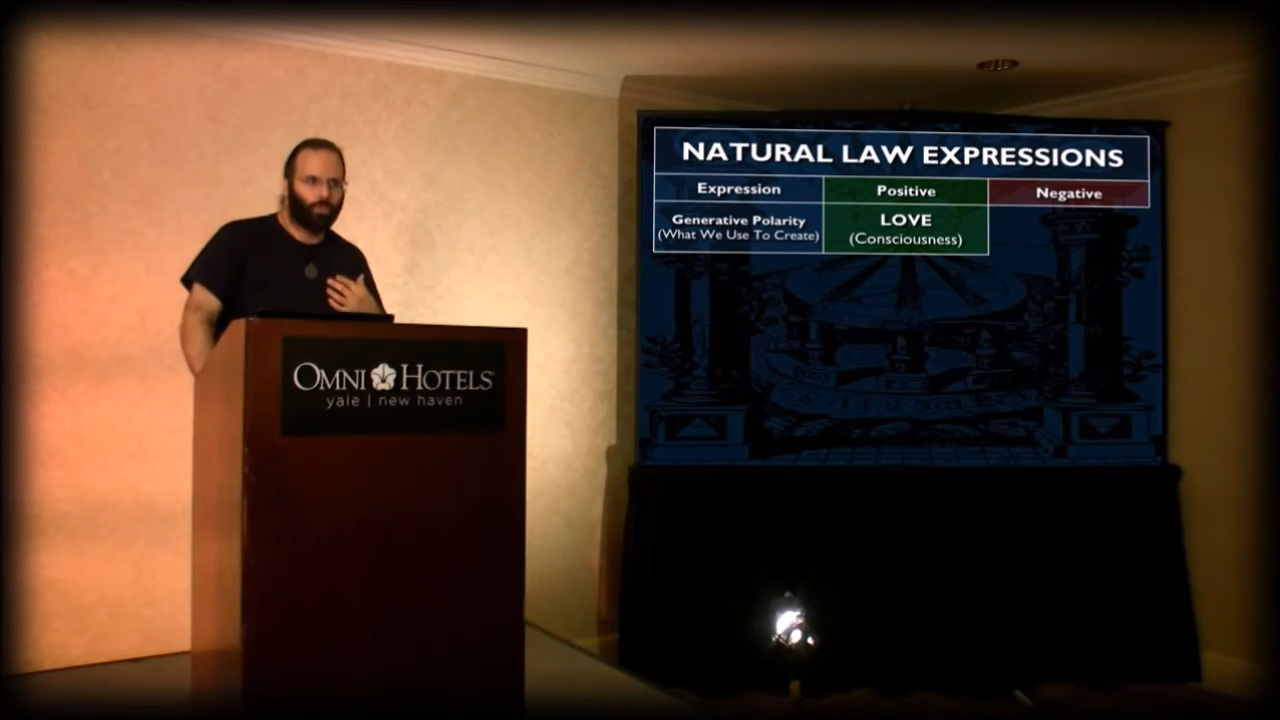 NATURAL LAW EXPRESSIONS
Expression Positive Negative
Generative Polarity LOVE
(What We Use To Create) (Consciousness)
OMNI HOTELS
yale | new haven